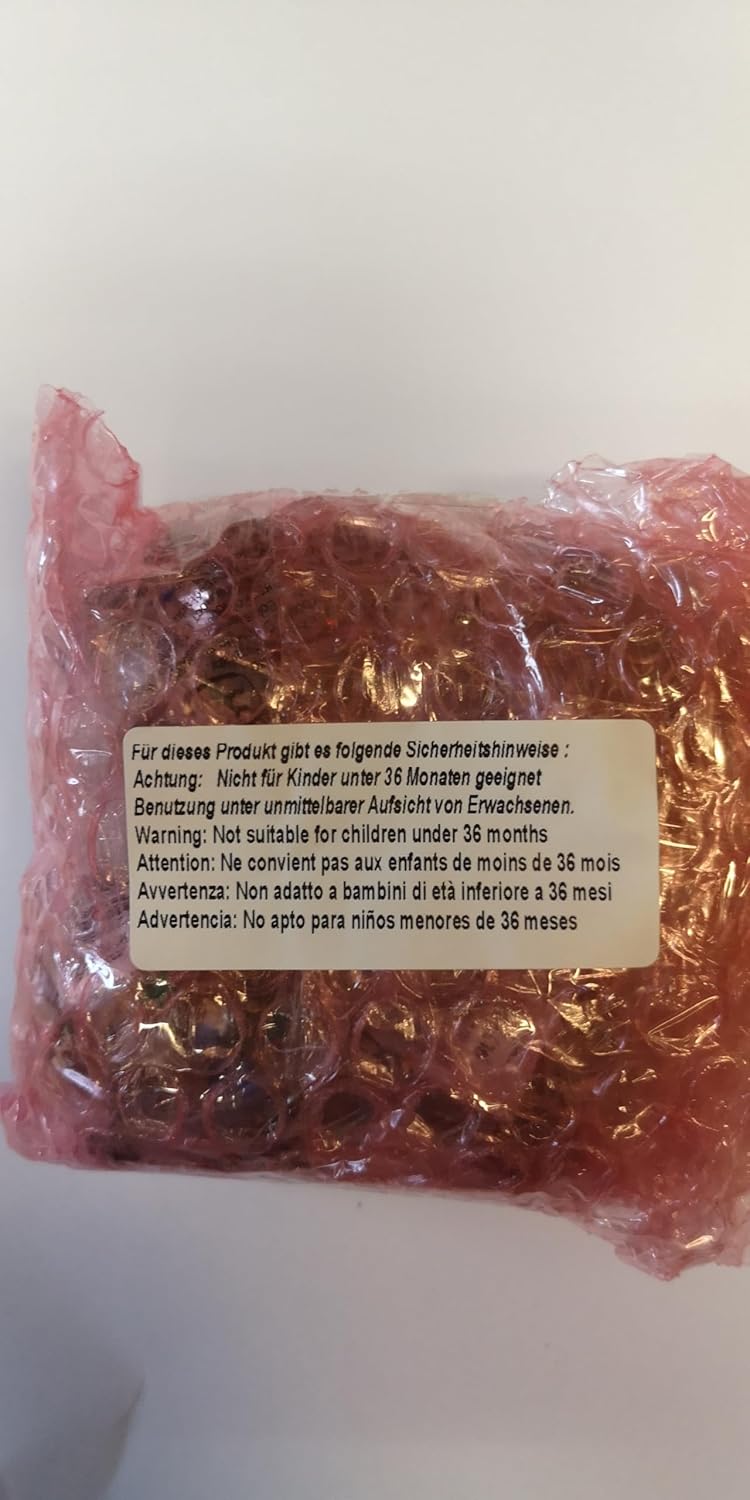 Für dieses Produkt gibt es folgende Sicherheitshinweise :
Achtung: Nicht für Kinder unter 36 Monaten geeignet
Benutzung unter unmittelbarer Aufsicht von Erwachsenen.
Warning: Not suitable for children under 36 months
Attention: Ne convient pas aux enfants de moins de 36 mois
Avvertenza: Non adatto a bambini di età inferiore a 36 mesi
Advertencia: No apto para niños menores de 36 meses